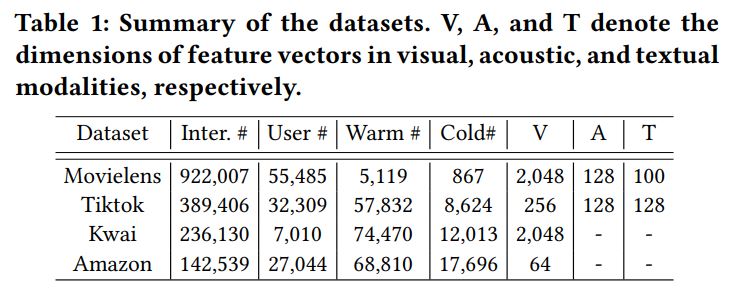 Table 1: Summary of the datasets. V, A, and T denote the
dimensions of feature vectors in visual, acoustic, and textual
modalities, respectively.
Dataset Inter. # User # Warm # Cold# V A T
Movielens 922,007 55,485 5,119 867 2,048 128 100
Tiktok 389,406 32,309 57,832 8,624 256 128 128
Kwai 236,130 7,010 74,470 12,013 2,048 - -
Amazon 142,539 27,044 68,810 17,696 64 - -